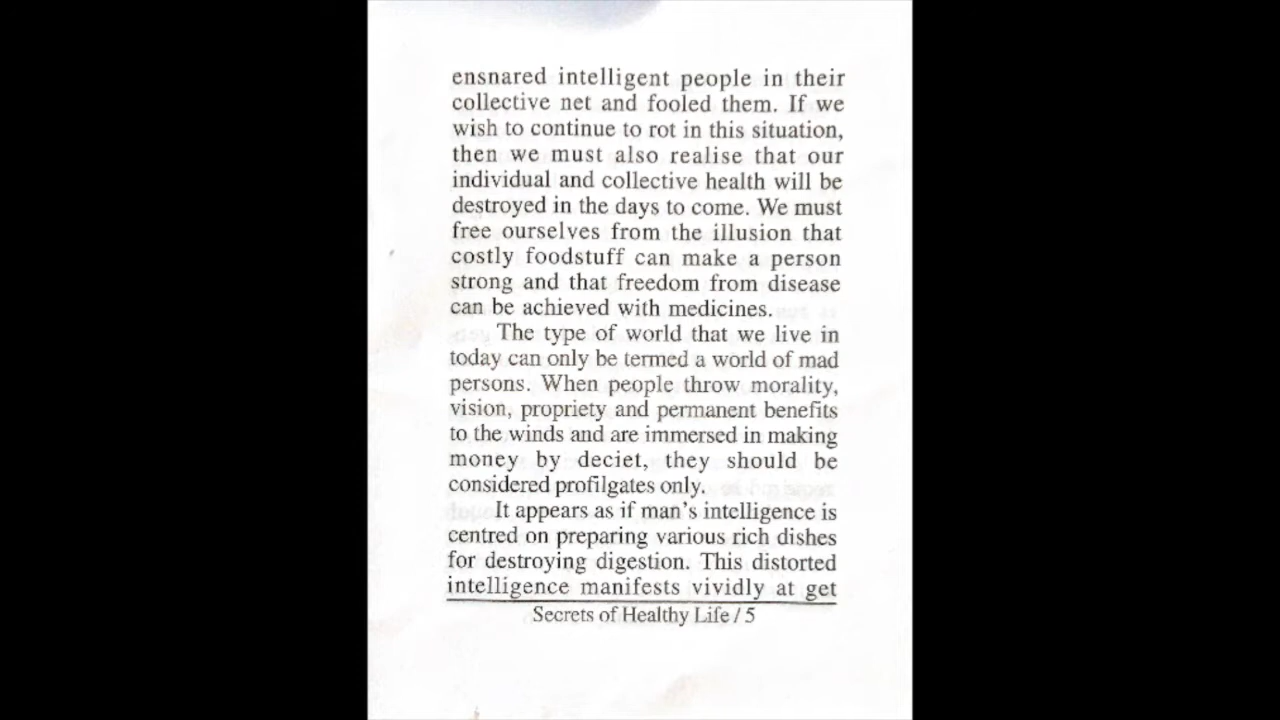 ensnared intelligent people in their
collective net and fooled them. If we
wish to continue to rot in this situation,
then we must also realise that our
individual and collective health will be
destroyed in the days to come. We must
free ourselves from the illusion that
costly foodstuff can make a person
strong and that freedom from disease
can be achieved with medicines.
The type of world that we live in
today can only be termed a world of mad
persons. When people throw morality,
vision, propriety and permanent benefits
to the winds and are immersed in making
money by deciet, they should be
considered profilgates only.
It appears as if man's intelligence is
centred on preparing various rich dishes
for destroying digestion. This distorted
intelligence manifests vividly at get
Secrets of Healthy Life / 5